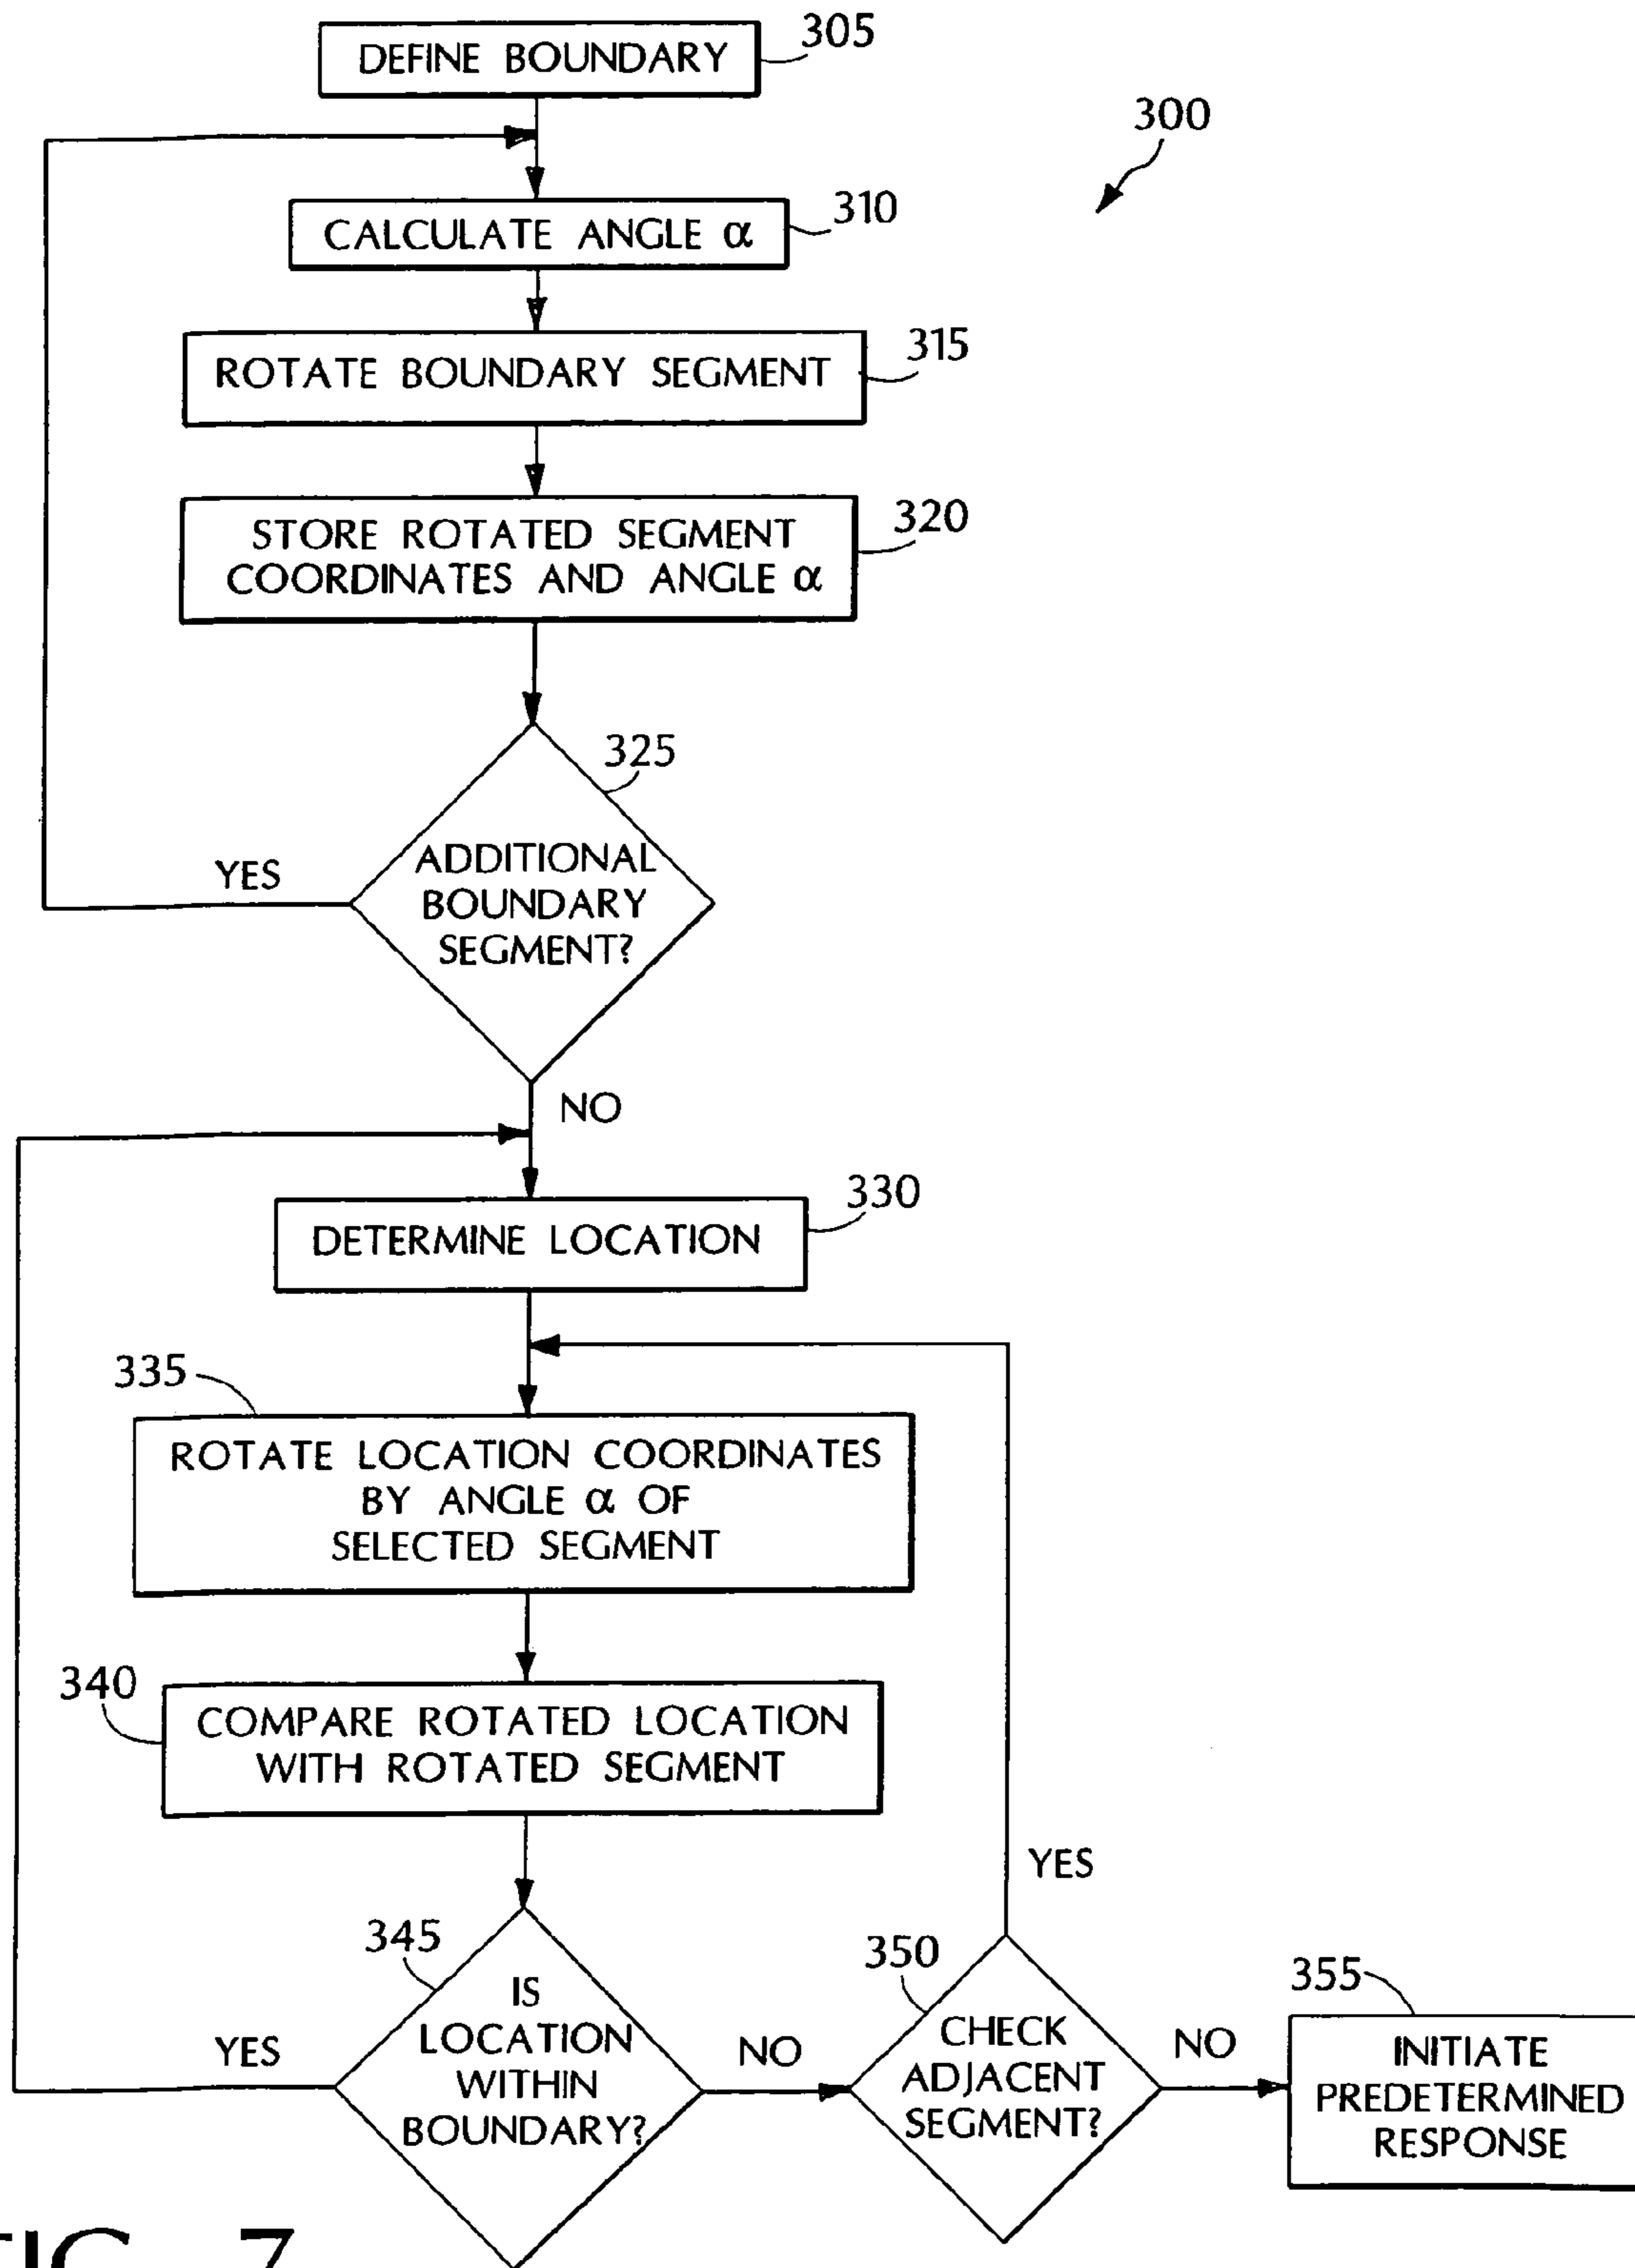 DEFINE BOUNDARY
305
300
CALCULATE ANGLE α
310
ROTATE BOUNDARY SEGMENT
315
STORE ROTATED SEGMENT
COORDINATES AND ANGLE α
320
325
ADDITIONAL
BOUNDARY
SEGMENT?
YES
NO
DETERMINE LOCATION
330
335
ROTATE LOCATION COORDINATES
BY ANGLE α OF
SELECTED SEGMENT
340
COMPARE ROTATED LOCATION
WITH ROTATED SEGMENT
345
IS
LOCATION
WITHIN
BOUNDARY?
YES
NO
350
CHECK
ADJACENT
SEGMENT?
YES
NO
355
INITIATE
PREDETERMINED
RESPONSE
FIG. 7